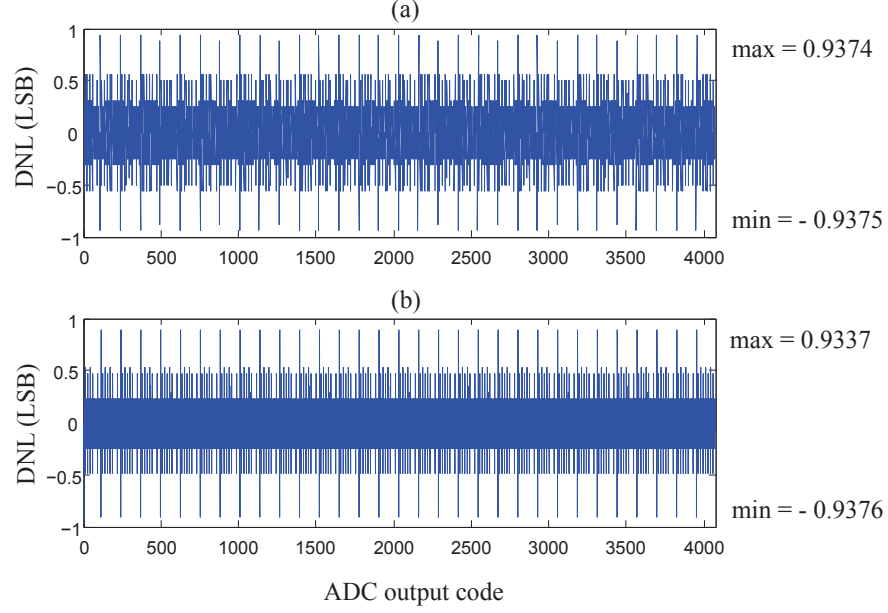 (a)
1
0.5
0
−0.5
−1
DNL (LSB)
0 500 1000 1500 2000 2500 3000 3500 4000
max = 0.9374
min = - 0.9375
(b)
1
0.5
0
−0.5
−1
DNL (LSB)
0 500 1000 1500 2000 2500 3000 3500 4000
max = 0.9337
min = - 0.9376
ADC output code